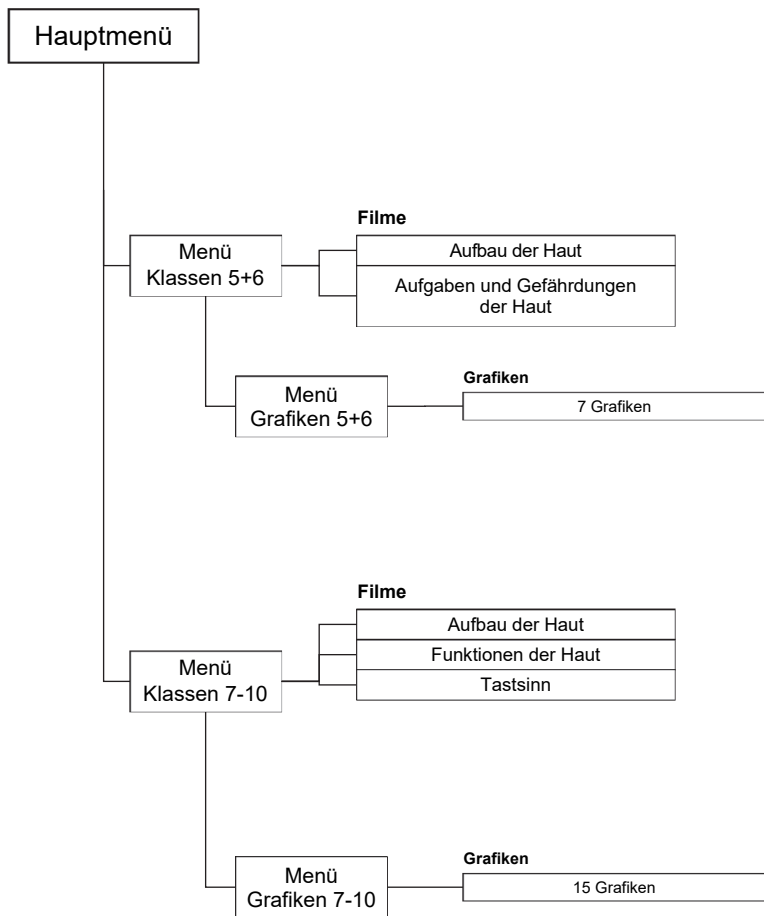 Hauptmenü
Filme
Menü
Klassen 5+6
Aufbau der Haut
Aufgaben und Gefährdungen
der Haut
Menü
Grafiken 5+6
Grafiken
7 Grafiken
Filme
Menü
Klassen 7-10
Aufbau der Haut
Funktionen der Haut
Tastsinn
Menü
Grafiken 7-10
Grafiken
15 Grafiken